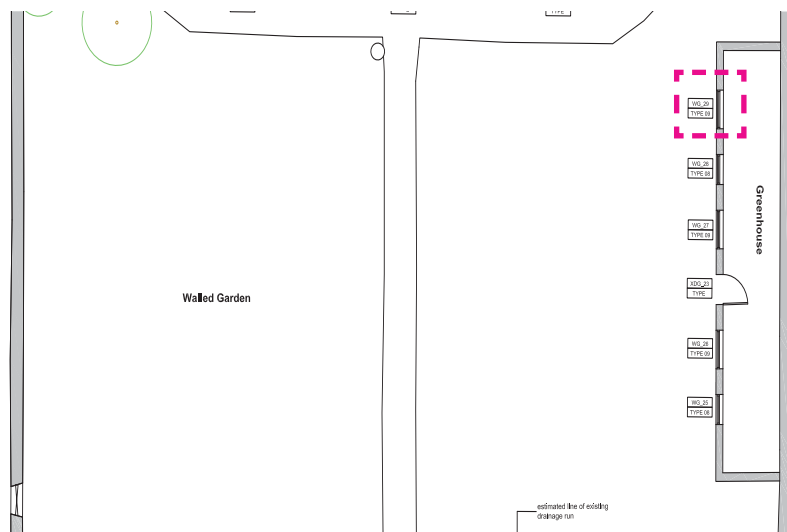 TYPE
WG_29
TYPE 09
WG_28
TYPE 08
Greenhouse
WG_27
TYPE 09
XDG_23
TYPE
Walled Garden
WG_26
TYPE 09
WG_25
TYPE 08
estimated line of existing
drainage run